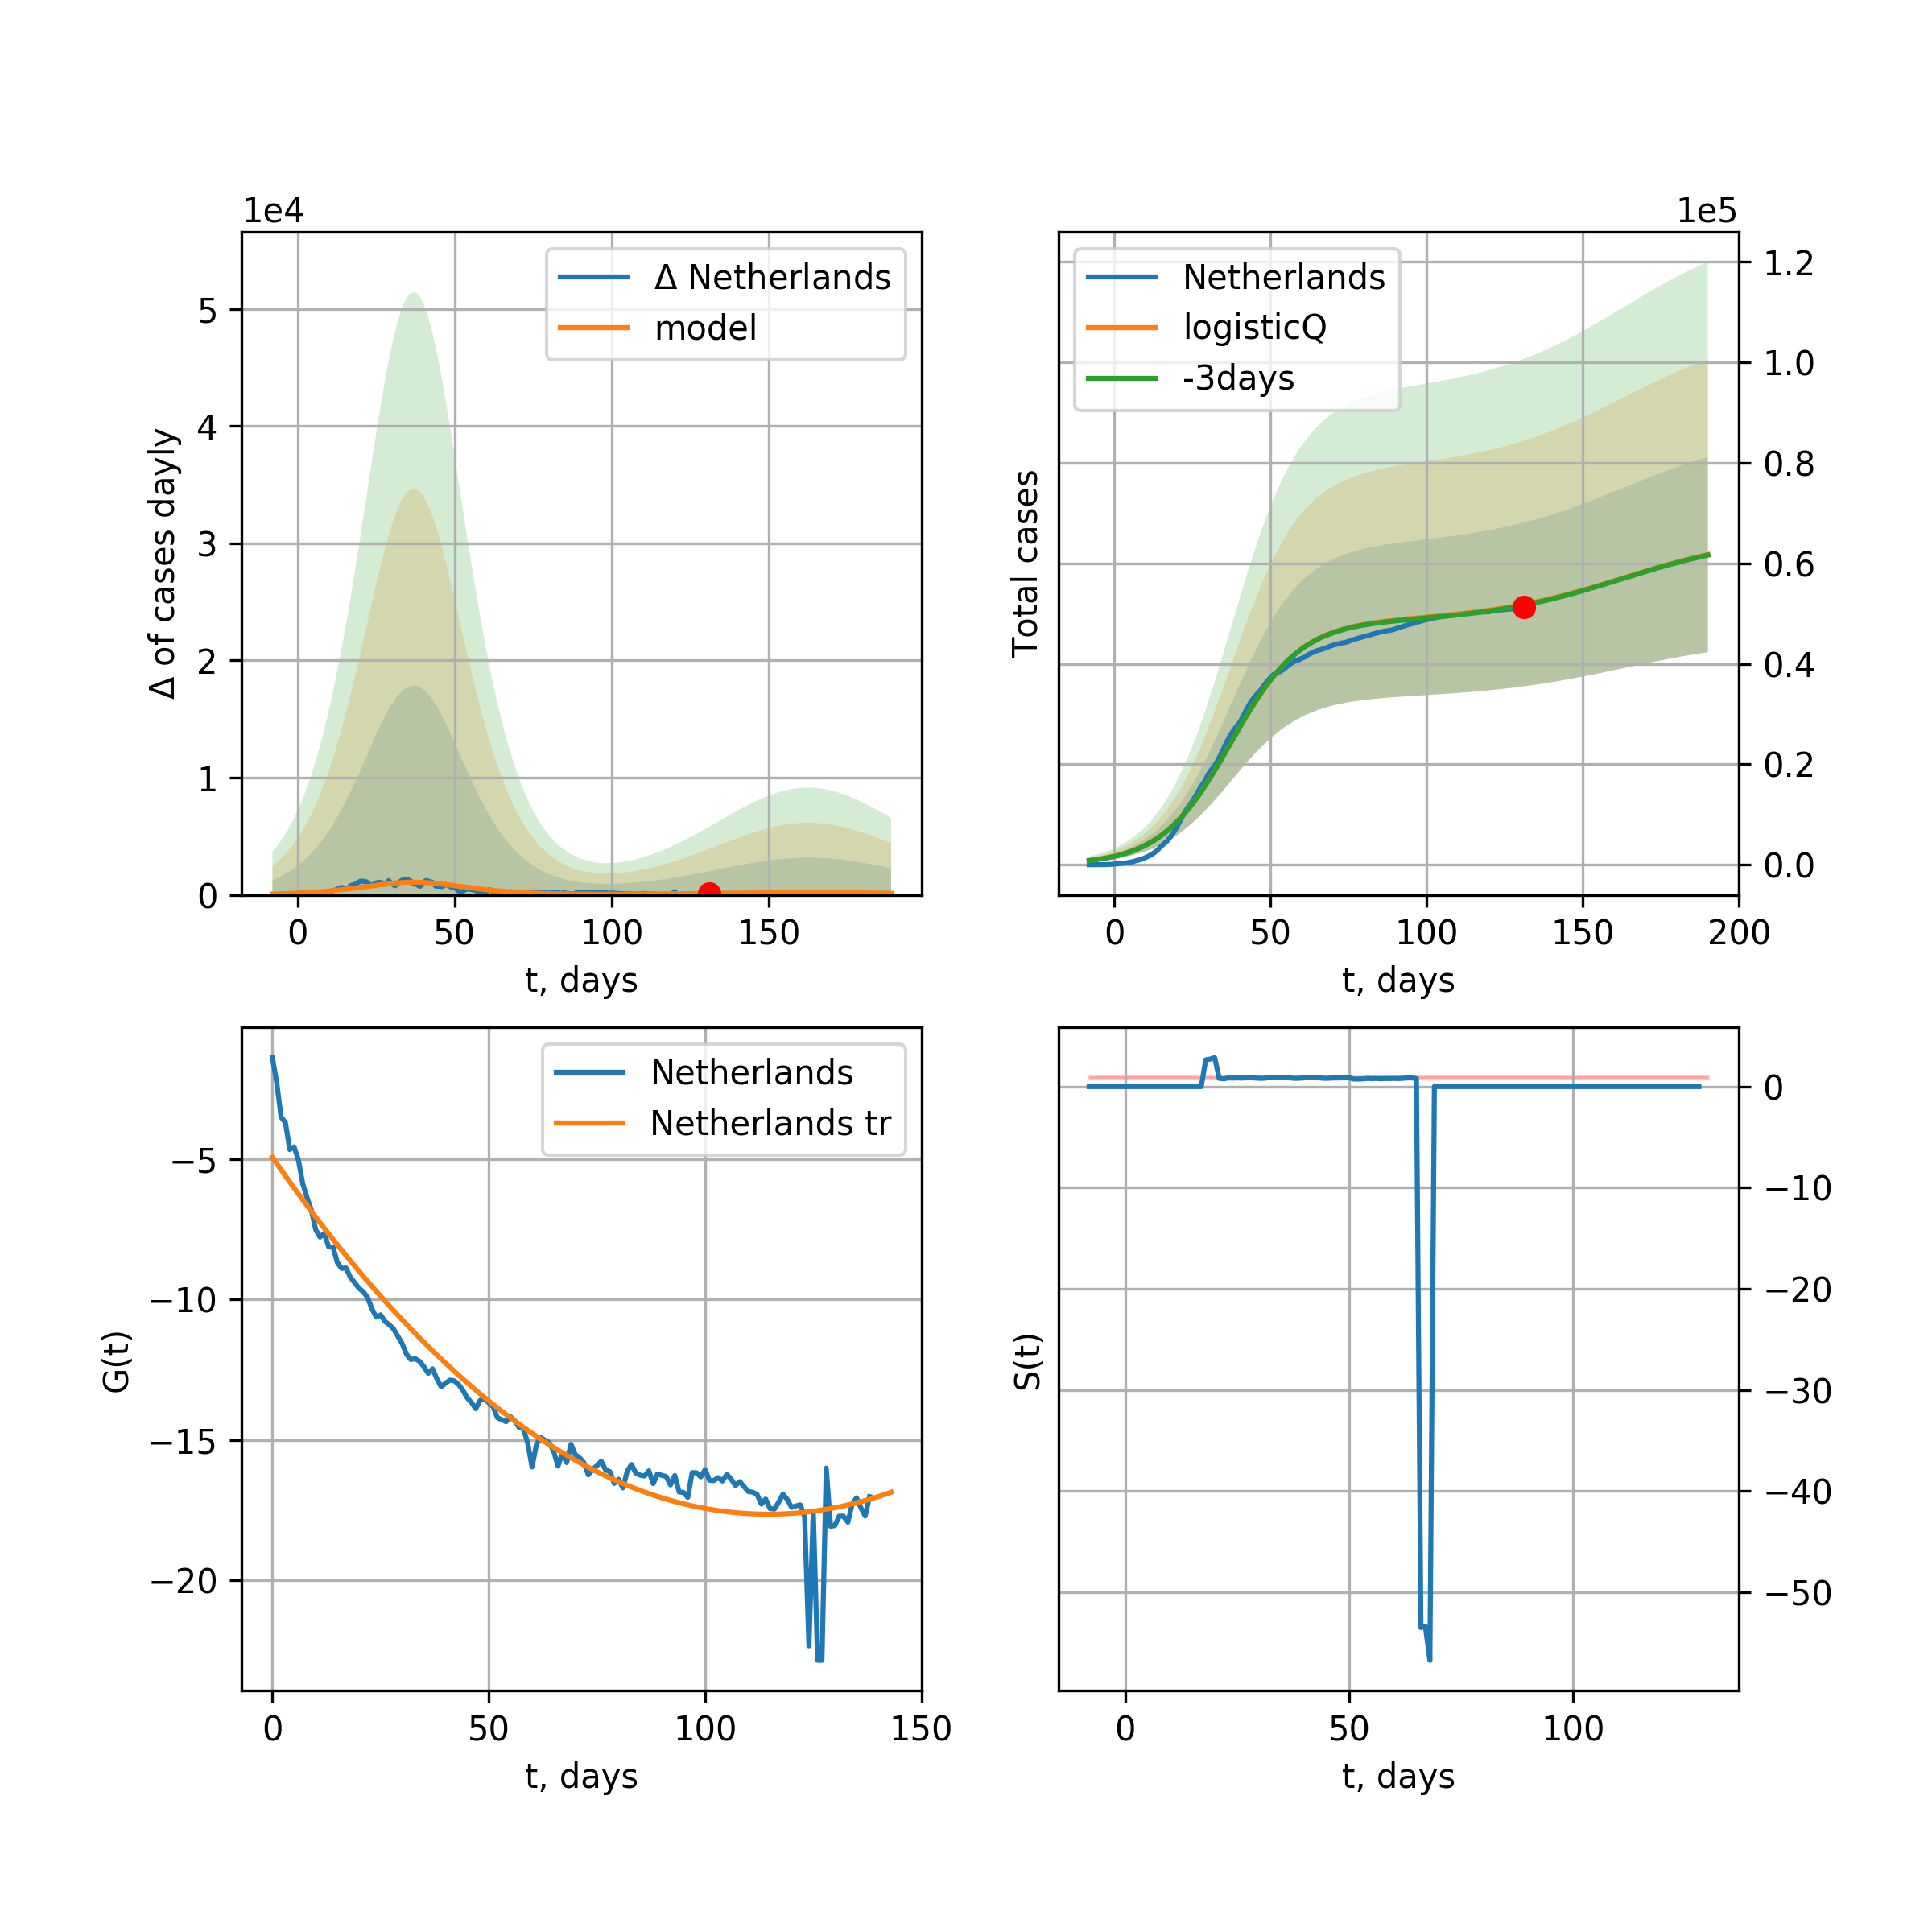 1e4
Δ of cases dayly
5
4
3
2
1
0
0
50
100
150
t, days
Δ Netherlands
model
1e5
Total cases
1.2
1.0
0.8
0.6
0.4
0.2
0.0
0
50
100
150
200
t, days
Netherlands
logisticQ
-3days
G(t)
−5
−10
−15
−20
0
50
100
150
t, days
Netherlands
Netherlands tr
S(t)
0
−10
−20
−30
−40
−50
0
50
100
t, days